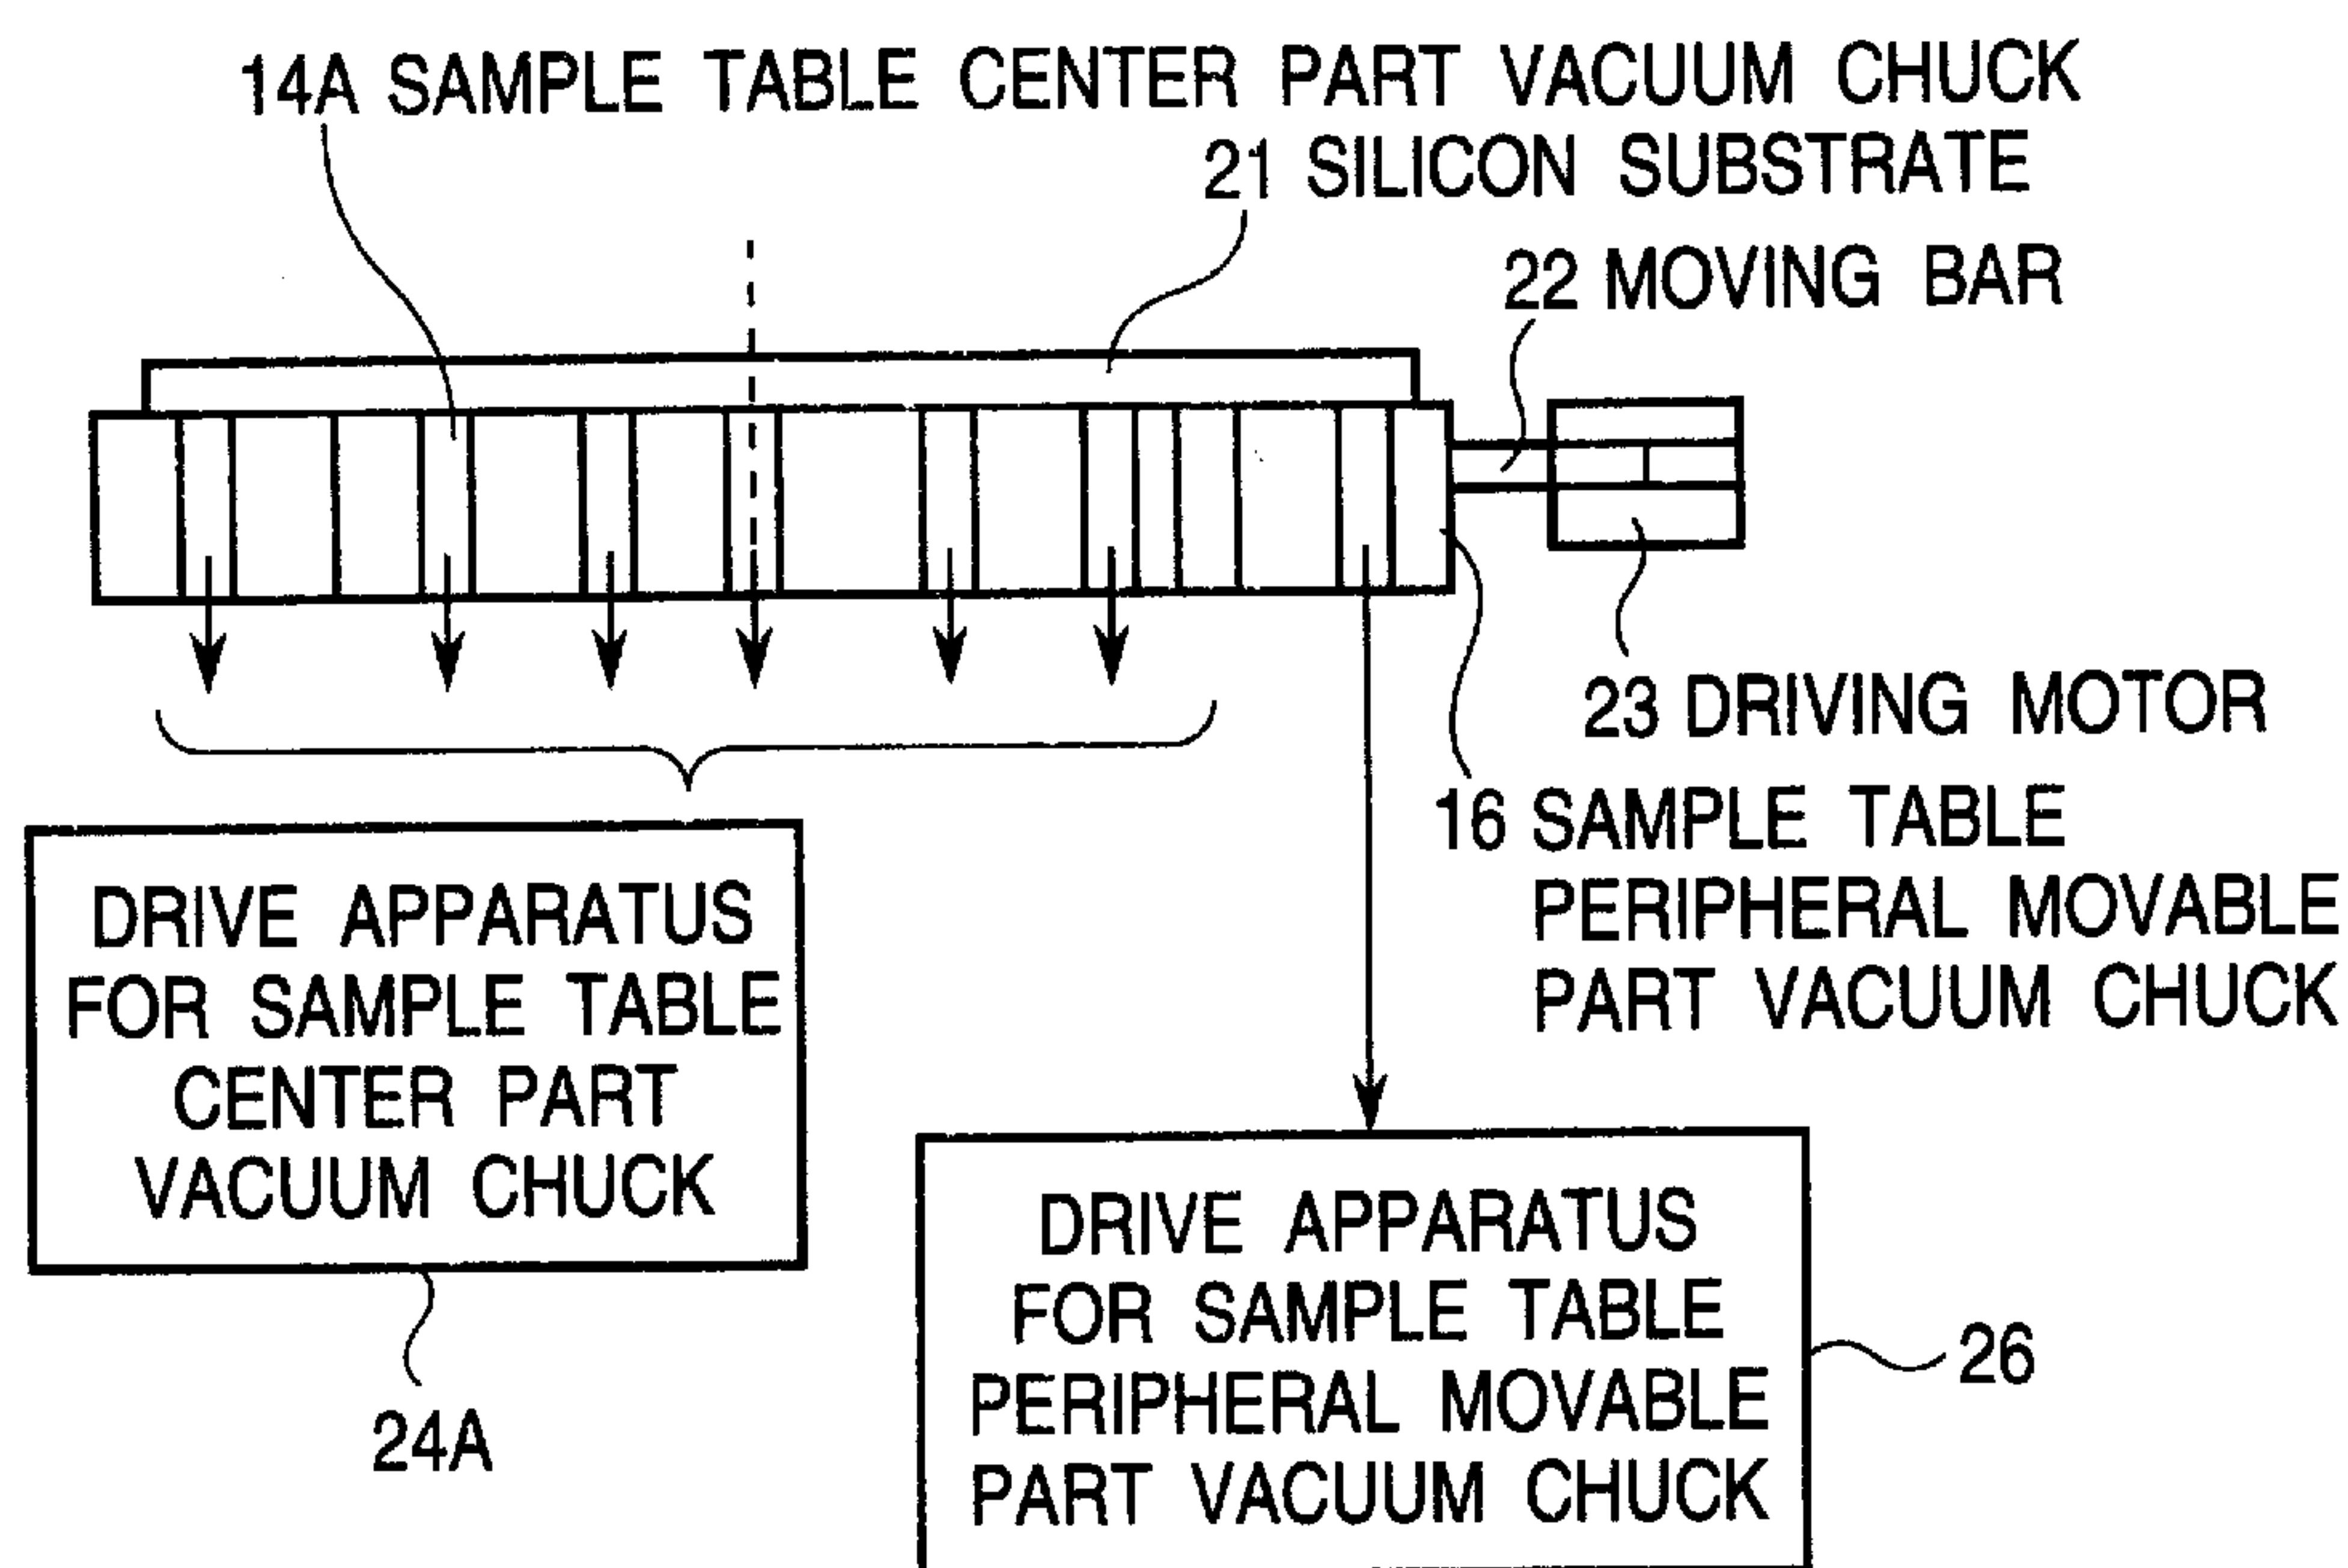 14A SAMPLE TABLE CENTER PART VACUUM CHUCK
21 SILICON SUBSTRATE
22 MOVING BAR
23 DRIVING MOTOR
16 SAMPLE TABLE
PERIPHERAL MOVABLE
PART VACUUM CHUCK
DRIVE APPARATUS
FOR SAMPLE TABLE
CENTER PART
VACUUM CHUCK
24A
DRIVE APPARATUS
FOR SAMPLE TABLE
PERIPHERAL MOVABLE
PART VACUUM CHUCK
26